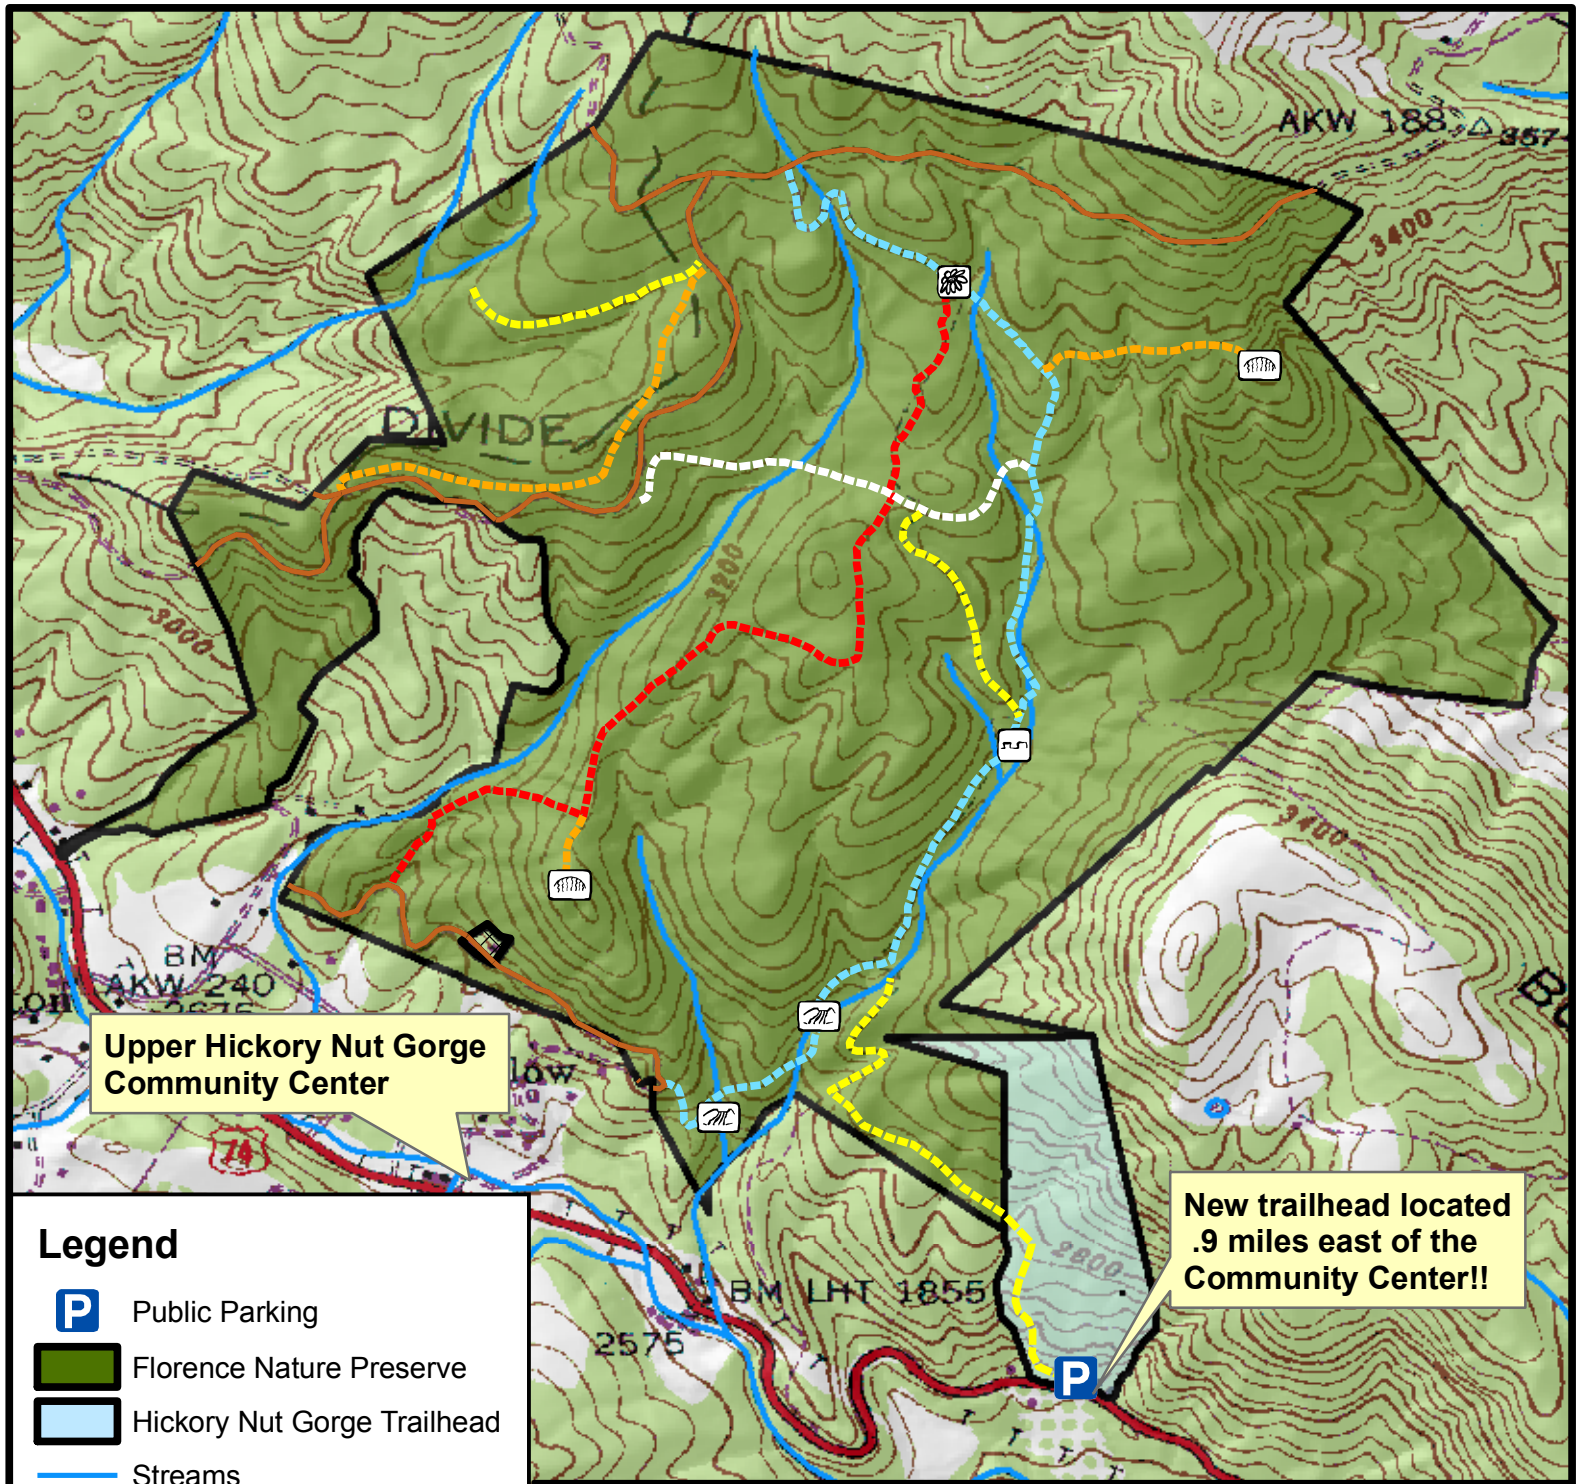 AKW 188
357
3400
DIVIDE
3200
3000
3400
BM
AKW 240
2675
Upper Hickory Nut Gorge
Community Center
low
74
New trailhead located
.9 miles east of the
Community Center!!
2800
BM LHT 1855
2575
P
Legend
P Public Parking
Florence Nature Preserve
Hickory Nut Gorge Trailhead
Streams